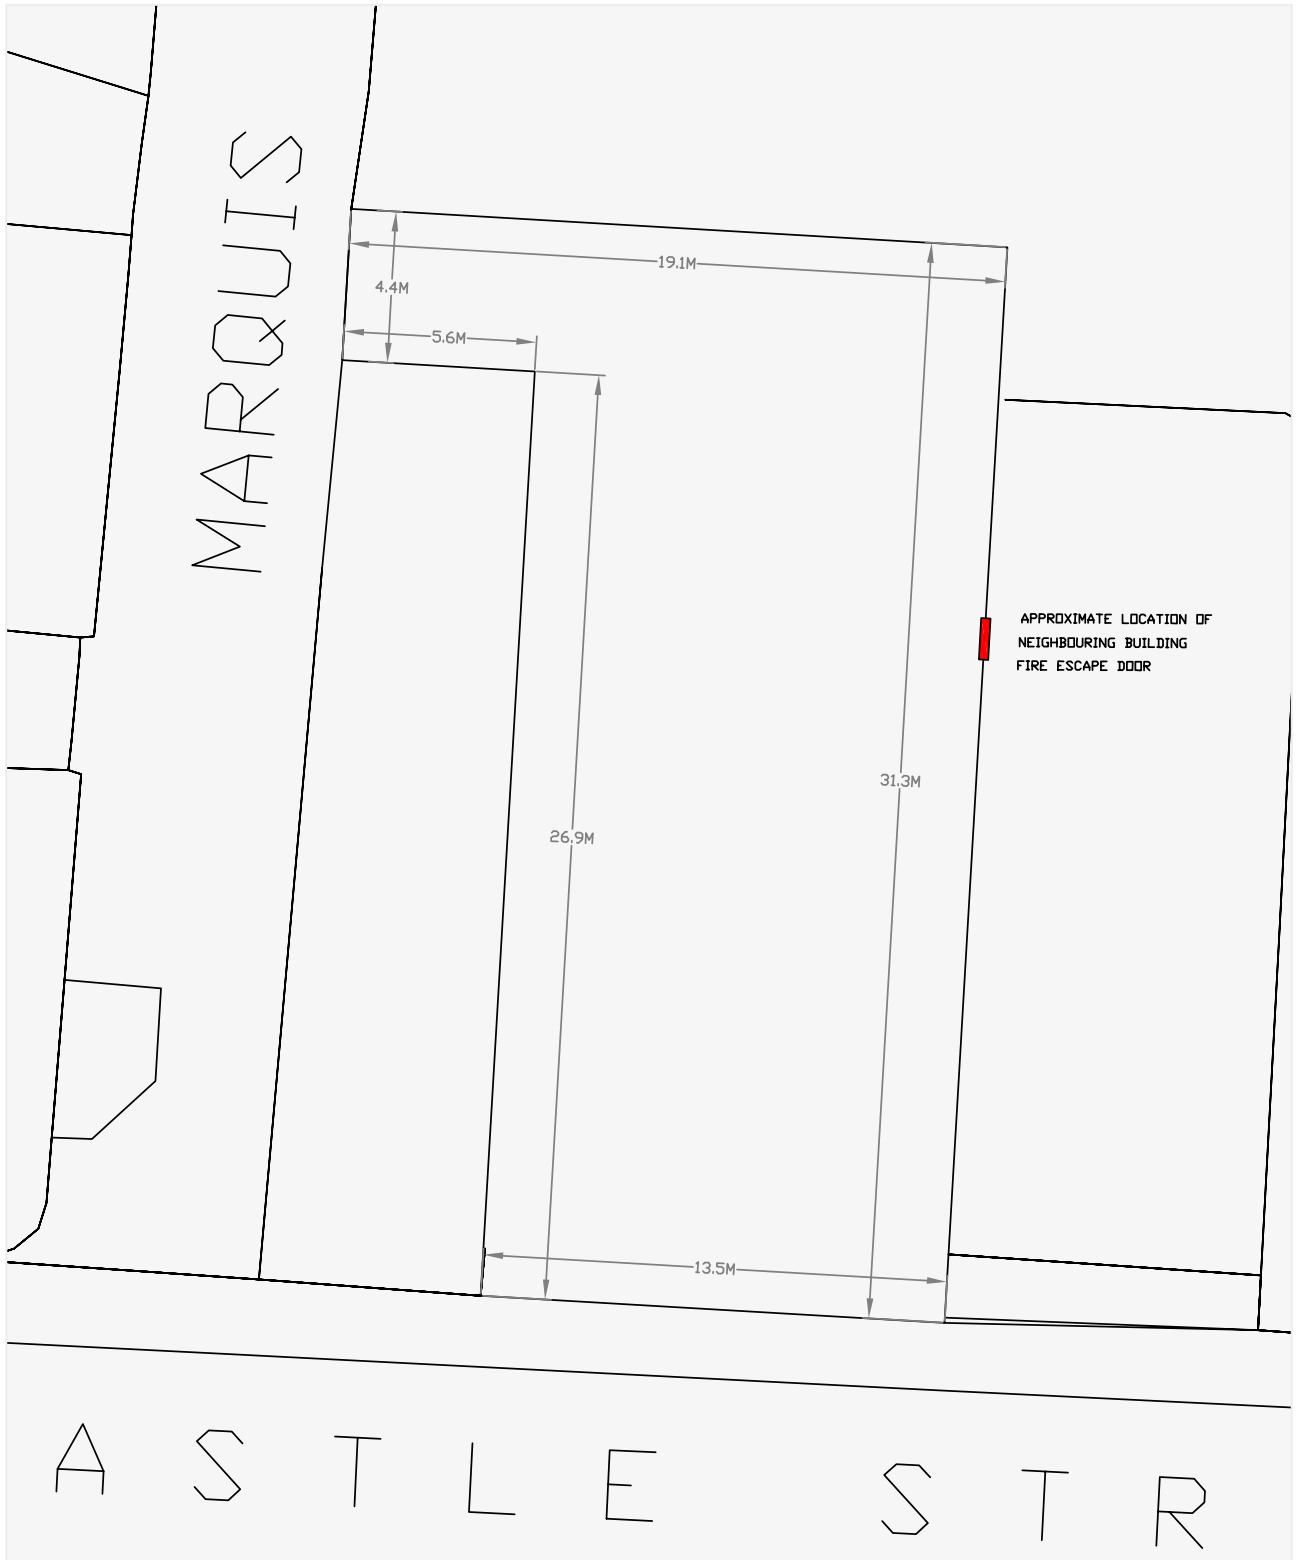 MARQUIS
19.1M
4.4M
5.6M
APPROXIMATE LOCATION OF
NEIGHBOURING BUILDING
FIRE ESCAPE DOOR
31.3M
26.9M
13.5M
ASTLE STR